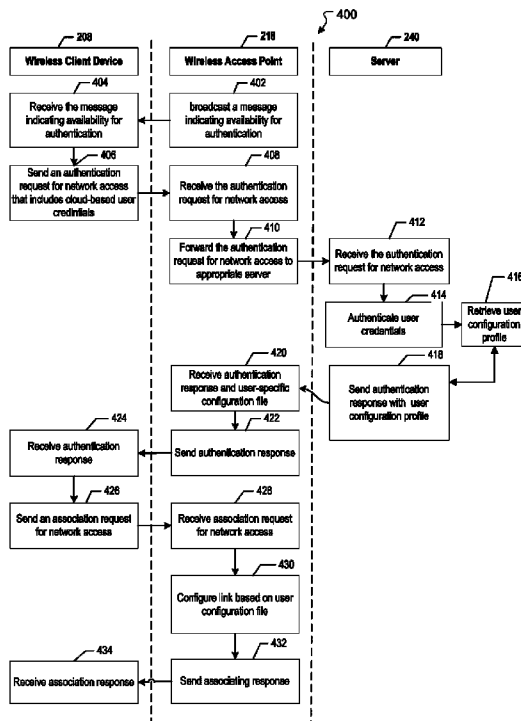 400
208
Wireless Client Device
218
Wireless Access Point
240
Server
404
Receive the message
indicating availability for
authentication
402
broadcast a message
indicating availability for
authentication
406
Send an authentication
request for network access
that includes cloud-based user
credintials
408
Receive the authentication
request for network access
410
Forward the authentication
request for network access to
appropriate server
412
Receive the authentication
request for network access
414
Authenticate user
credentials
416
Retrieve user
configuration
profile
418
Send authentication
response with user
configuration profile
420
Receive authentication
response and user-specific
configuration file
422
Send authentication response
424
Receive authentication
response
426
Send an association request
for network access
428
Receive association request
for network access
430
Configure link based on user
configuration file
432
Send associating response
434
Receive association response